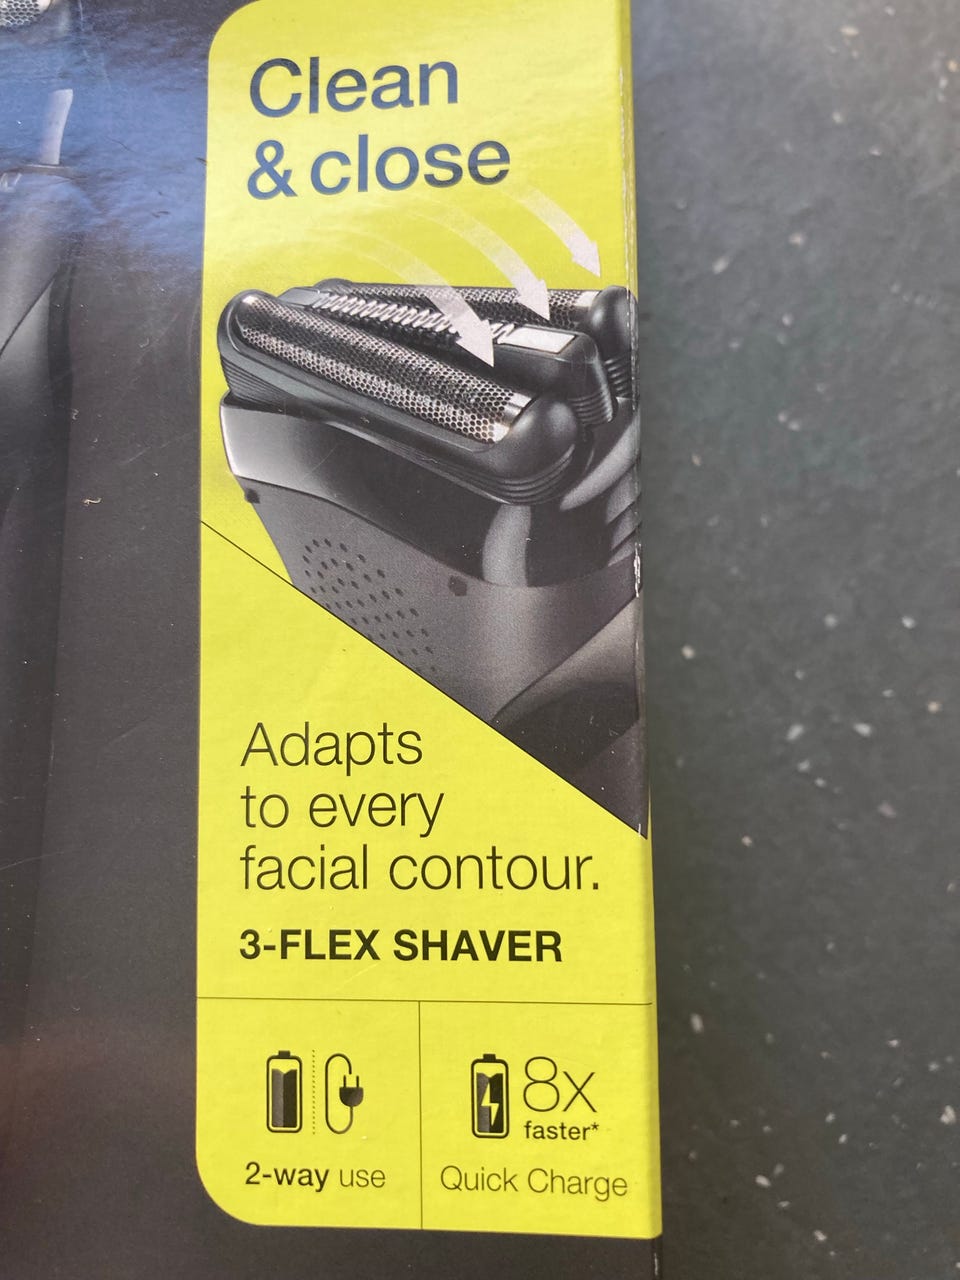 Clean
& close
Adapts
to every
facial contour.
3-FLEX SHAVER
8x
faster*
2-way use
Quick Charge